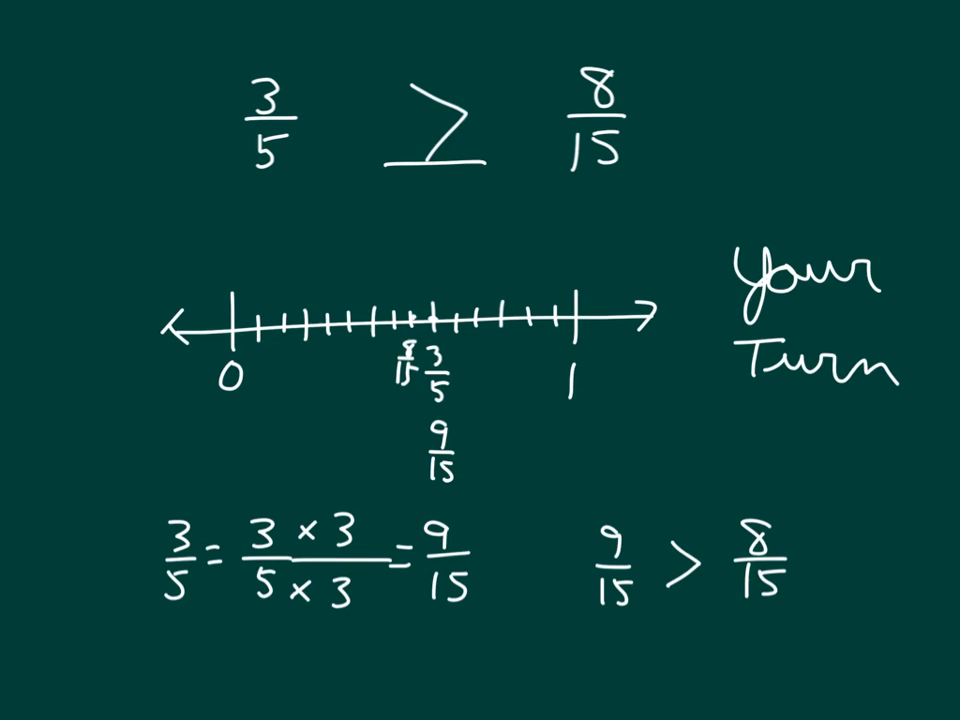 3/5 > 8/15
Your
Turn
0 8/15 3/5 1
9/15
3/5 = 3 × 3 / 5 × 3 = 9/15 9/15 > 8/15